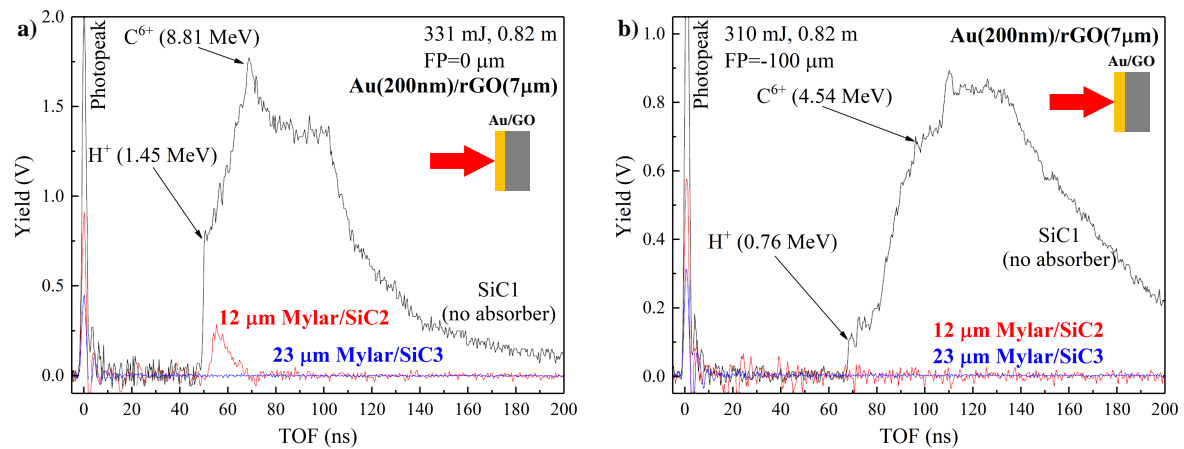 a)
Yield (V)
2.0
1.5
1.0
0.5
0.0
Photopeak
C⁶⁺ (8.81 MeV)
331 mJ, 0.82 m
FP=0 μm
Au(200nm)/rGO(7μm)
Au/GO
H⁺ (1.45 MeV)
SiC1
(no absorber)
12 μm Mylar/SiC2
23 μm Mylar/SiC3
0 20 40 60 80 100 120 140 160 180 200
TOF (ns)
b)
Yield (V)
1.0
0.8
0.6
0.4
0.2
0.0
Photopeak
310 mJ, 0.82 m
FP=-100 μm
Au(200nm)/rGO(7μm)
Au/GO
C⁶⁺ (4.54 MeV)
H⁺ (0.76 MeV)
SiC1
(no absorber)
12 μm Mylar/SiC2
23 μm Mylar/SiC3
0 20 40 60 80 100 120 140 160 180 200
TOF (ns)